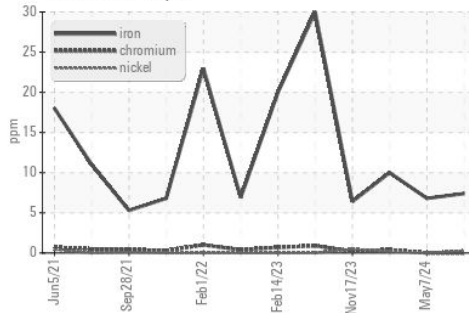 30
25
20
15
10
5
0
ppm
iron
chromium
nickel
Jun5/21
Sep28/21
Feb1/22
Feb14/23
Nov17/23
May7/24